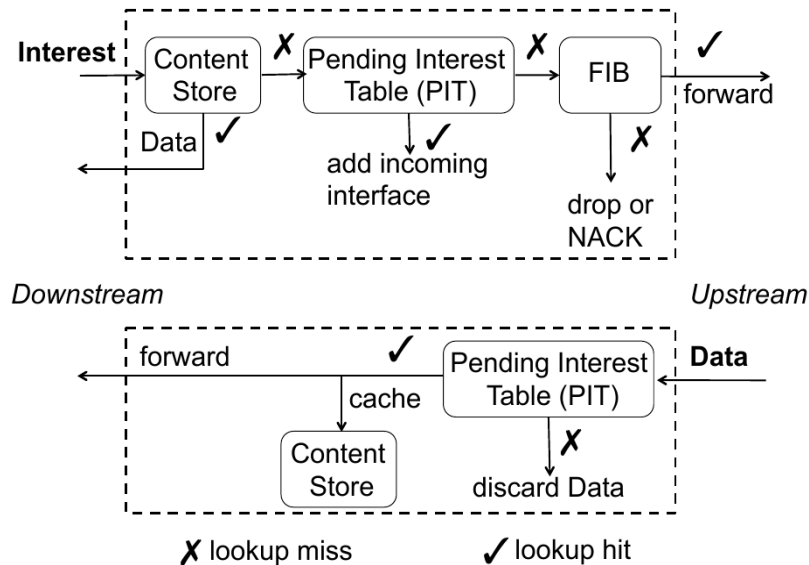 Interest
Content
Store
✗
Pending Interest
Table (PIT)
✗
FIB
✓
forward
Data
✓
✓
add incoming
interface
✗
drop or
NACK
Downstream
Upstream
forward
✓
Pending Interest
Table (PIT)
Data
cache
Content
Store
✗
discard Data
✗ lookup miss
✓ lookup hit